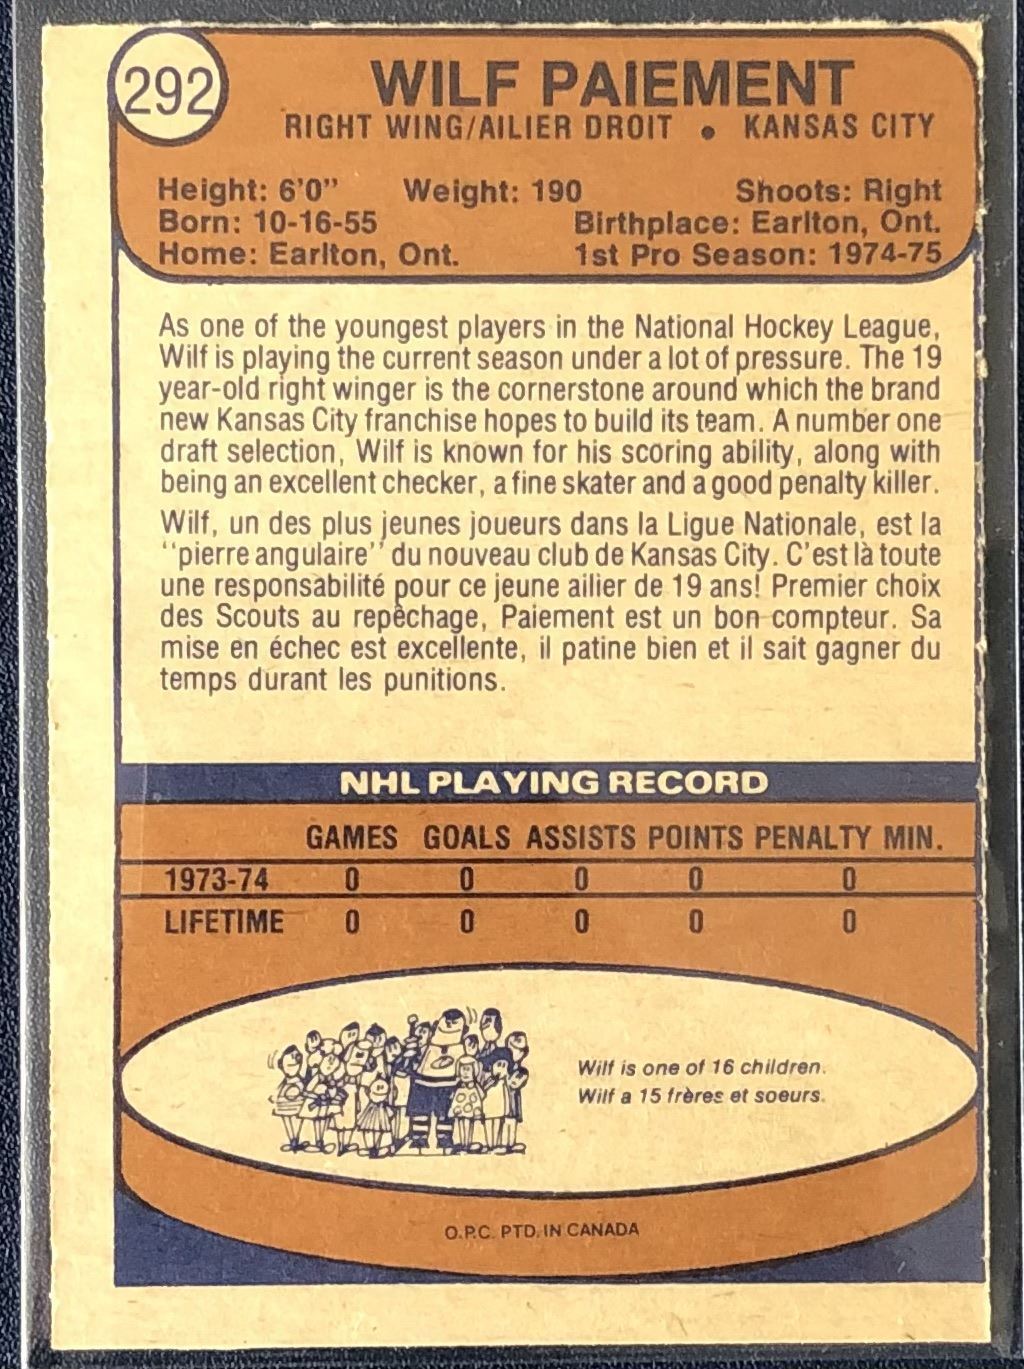 292
WILF PAIEMENT
RIGHT WING/AILIER DROIT • KANSAS CITY
Height: 6'0" Weight: 190 Shoots: Right
Born: 10-16-55 Birthplace: Earlton, Ont.
Home: Earlton, Ont. 1st Pro Season: 1974-75
As one of the youngest players in the National Hockey League,
Wilf is playing the current season under a lot of pressure. The 19
year-old right winger is the cornerstone around which the brand
new Kansas City franchise hopes to build its team. A number one
draft selection, Wilf is known for his scoring ability, along with
being an excellent checker, a fine skater and a good penalty killer.
Wilf, un des plus jeunes joueurs dans la Ligue Nationale, est la
"pierre angulaire" du nouveau club de Kansas City. C'est là toute
une responsabilité pour ce jeune ailier de 19 ans! Premier choix
des Scouts au repêchage, Paiement est un bon compteur. Sa
mise en échec est excellente, il patine bien et il sait gagner du
temps durant les punitions.
NHL PLAYING RECORD
GAMES GOALS ASSISTS POINTS PENALTY MIN.
1973-74 0 0 0 0 0
LIFETIME 0 0 0 0 0
Wilf is one of 16 children.
Wilf a 15 frères et soeurs.
O.P.C. PTD. IN CANADA